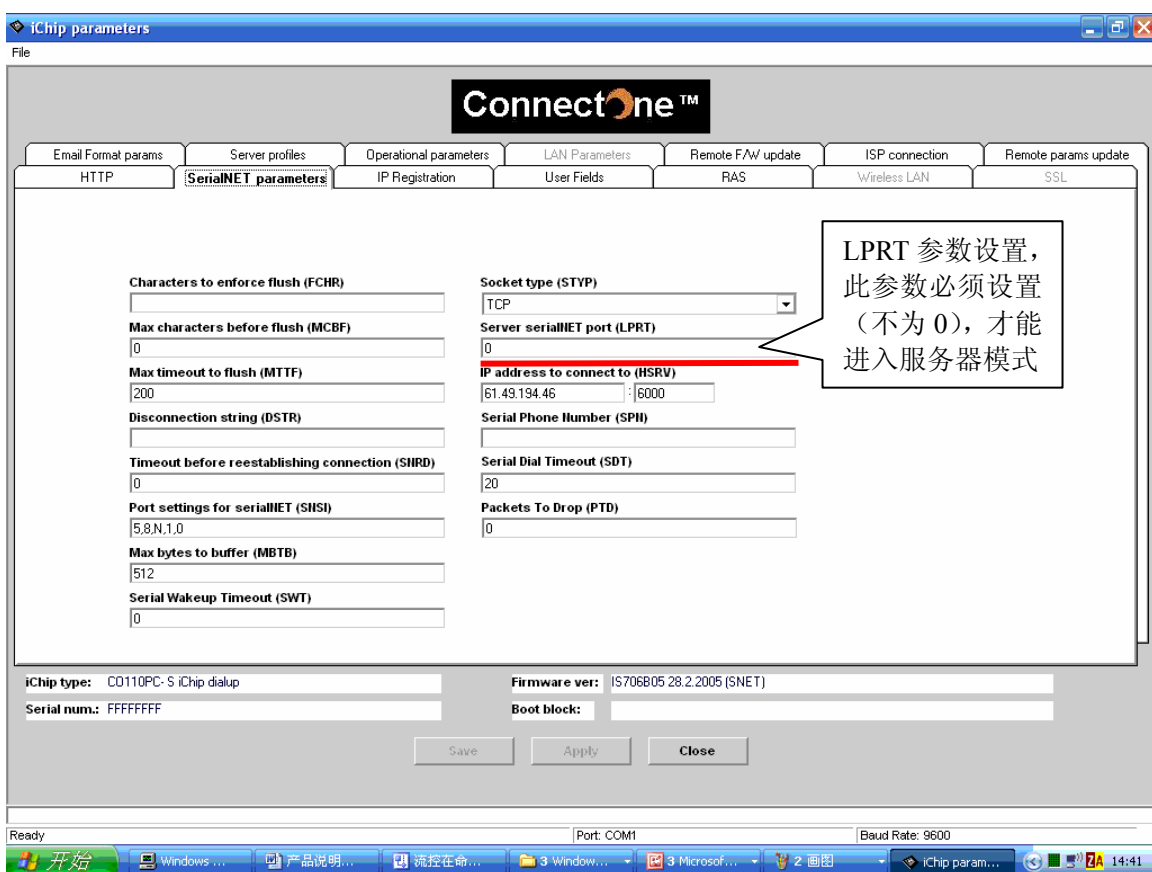 iChip parameters
File
ConnectOne™
Email Format params Server profiles Operational parameters LAN Parameters Remote F/W update ISP connection Remote params update
HTTP SerialNET parameters IP Registration User Fields RAS Wireless LAN SSL
LPRT 参数设置，
此参数必须设置
（不为 0），才能
进入服务器模式
Characters to enforce flush (FCHR)
Max characters before flush (MCBF)
0
Max timeout to flush (MTTF)
200
Disconnection string (DSTR)
Timeout before reestablishing connection (SNRD)
0
Port settings for serialNET (SNSI)
5,8,N,1,0
Max bytes to buffer (MBTB)
512
Serial Wakeup Timeout (SWT)
0
Socket type (STYP)
TCP
Server serialNET port (LPRT)
0
IP address to connect to (HSRV)
61.49.194.46 : 6000
Serial Phone Number (SPN)
Serial Dial Timeout (SDT)
20
Packets To Drop (PTD)
0
iChip type: CO110PC- S iChip dialup Firmware ver: IS706B05 28.2.2005 (SNET)
Serial num.: FFFFFFFF Boot block:
Save Apply Close
Ready Port: COM1 Baud Rate: 9600
开始 Windows ... 产品说明... 流控在命... 3 Window... 3 Microsof... 2 画图 iChip param... 14:41